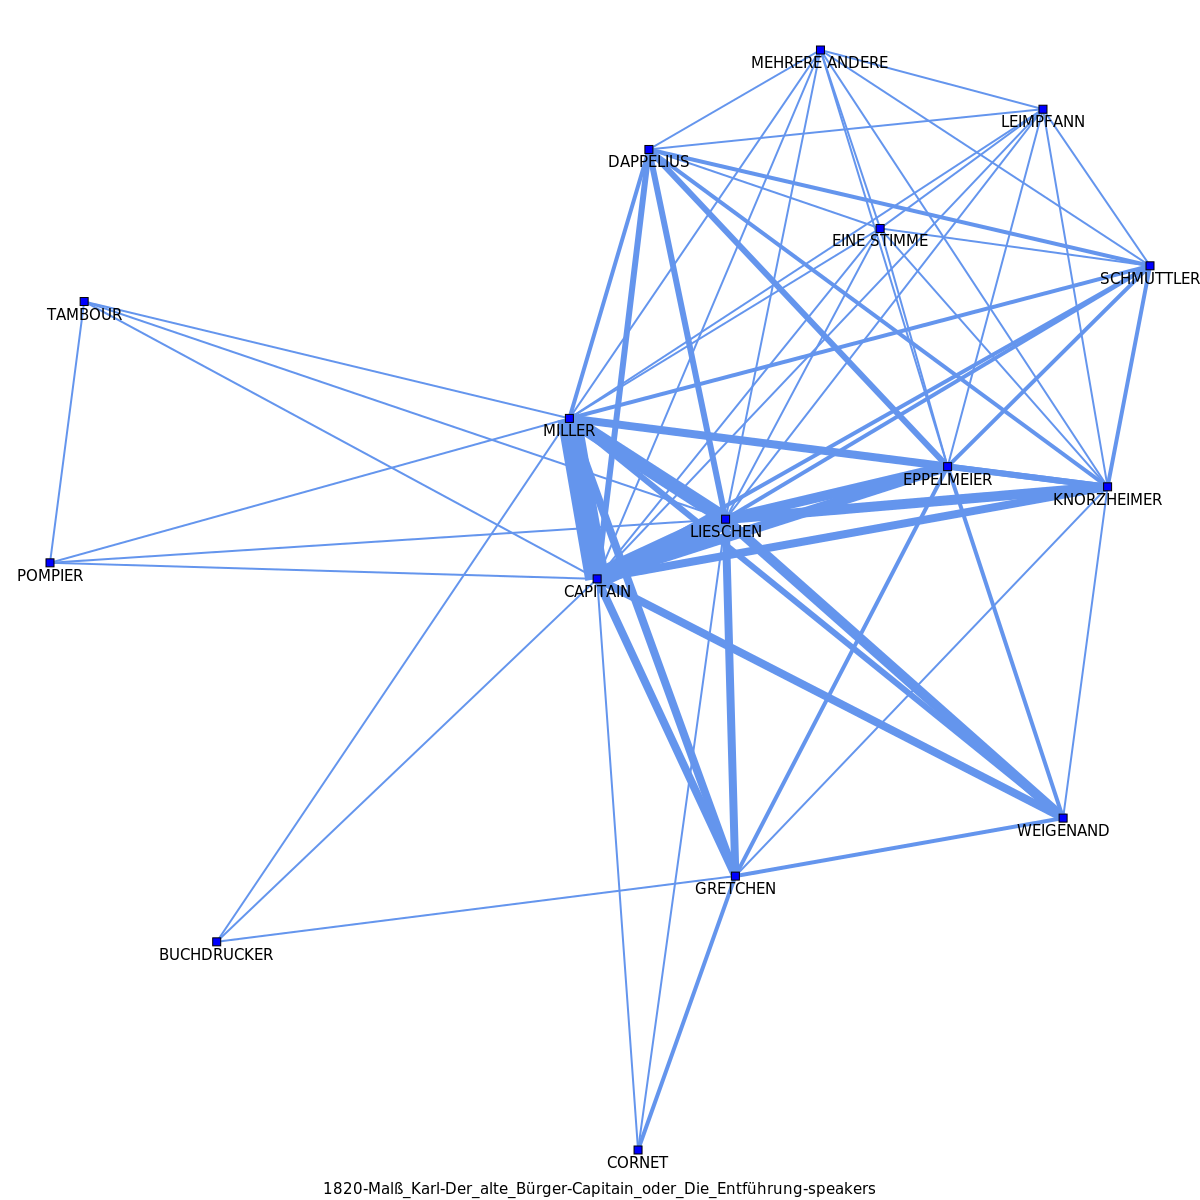 MEHRERE ANDERE
LEIMPFANN
DAPPELIUS
EINE STIMME
SCHMUTTLER
TAMBOUR
MILLER
EPPELMEIER
KNORZHEIMER
LIESCHEN
POMPIER
CAPITAIN
WEIGENAND
GRETCHEN
BUCHDRUCKER
CORNET
1820-Malß_Karl-Der_alte_Bürger-Capitain_oder_Die_Entführung-speakers